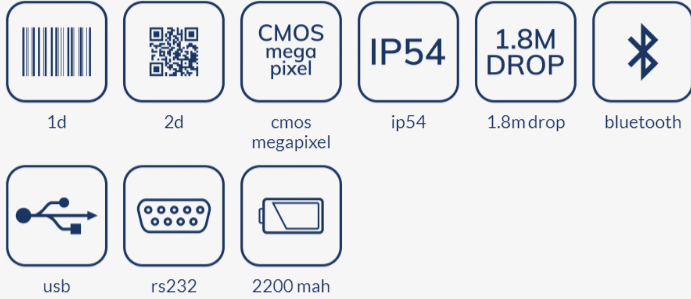 CMOS
mega
pixel
IP54
1.8M
DROP
1d
2d
cmos
megapixel
ip54
1.8m drop
bluetooth
usb
rs232
2200 mah